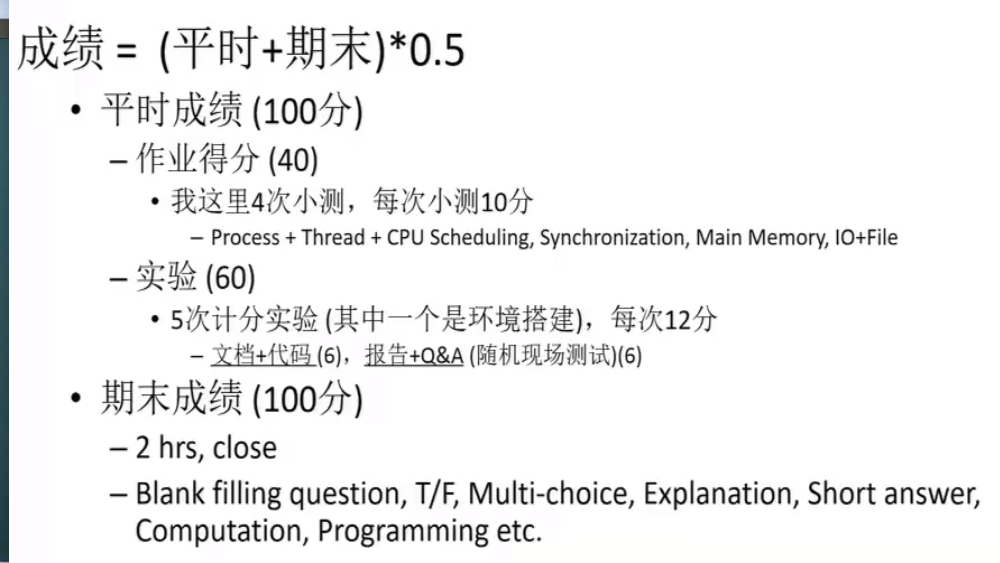 成绩 = (平时+期末)*0.5
• 平时成绩 (100分)
– 作业得分 (40)
• 我这里4次小测，每次小测10分
– Process + Thread + CPU Scheduling, Synchronization, Main Memory, IO+File
– 实验 (60)
• 5次计分实验 (其中一个是环境搭建)，每次12分
– 文档+代码 (6)，报告+Q&A (随机现场测试)(6)
• 期末成绩 (100分)
– 2 hrs, close
– Blank filling question, T/F, Multi-choice, Explanation, Short answer,
Computation, Programming etc.